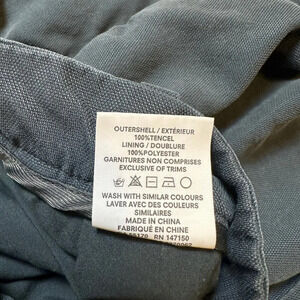 OUTERSHELL / EXTÉRIEUR
100%TENCEL
LINING / DOUBLURE
100%POLYESTER
GARNITURES NON COMPRISES
EXCLUSIVE OF TRIMS
WASH WITH SIMILAR COLOURS
LAVER AVEC DES COULEURS
SIMILAIRES
MADE IN CHINA
FABRIQUÉ EN CHINE
RN 147150